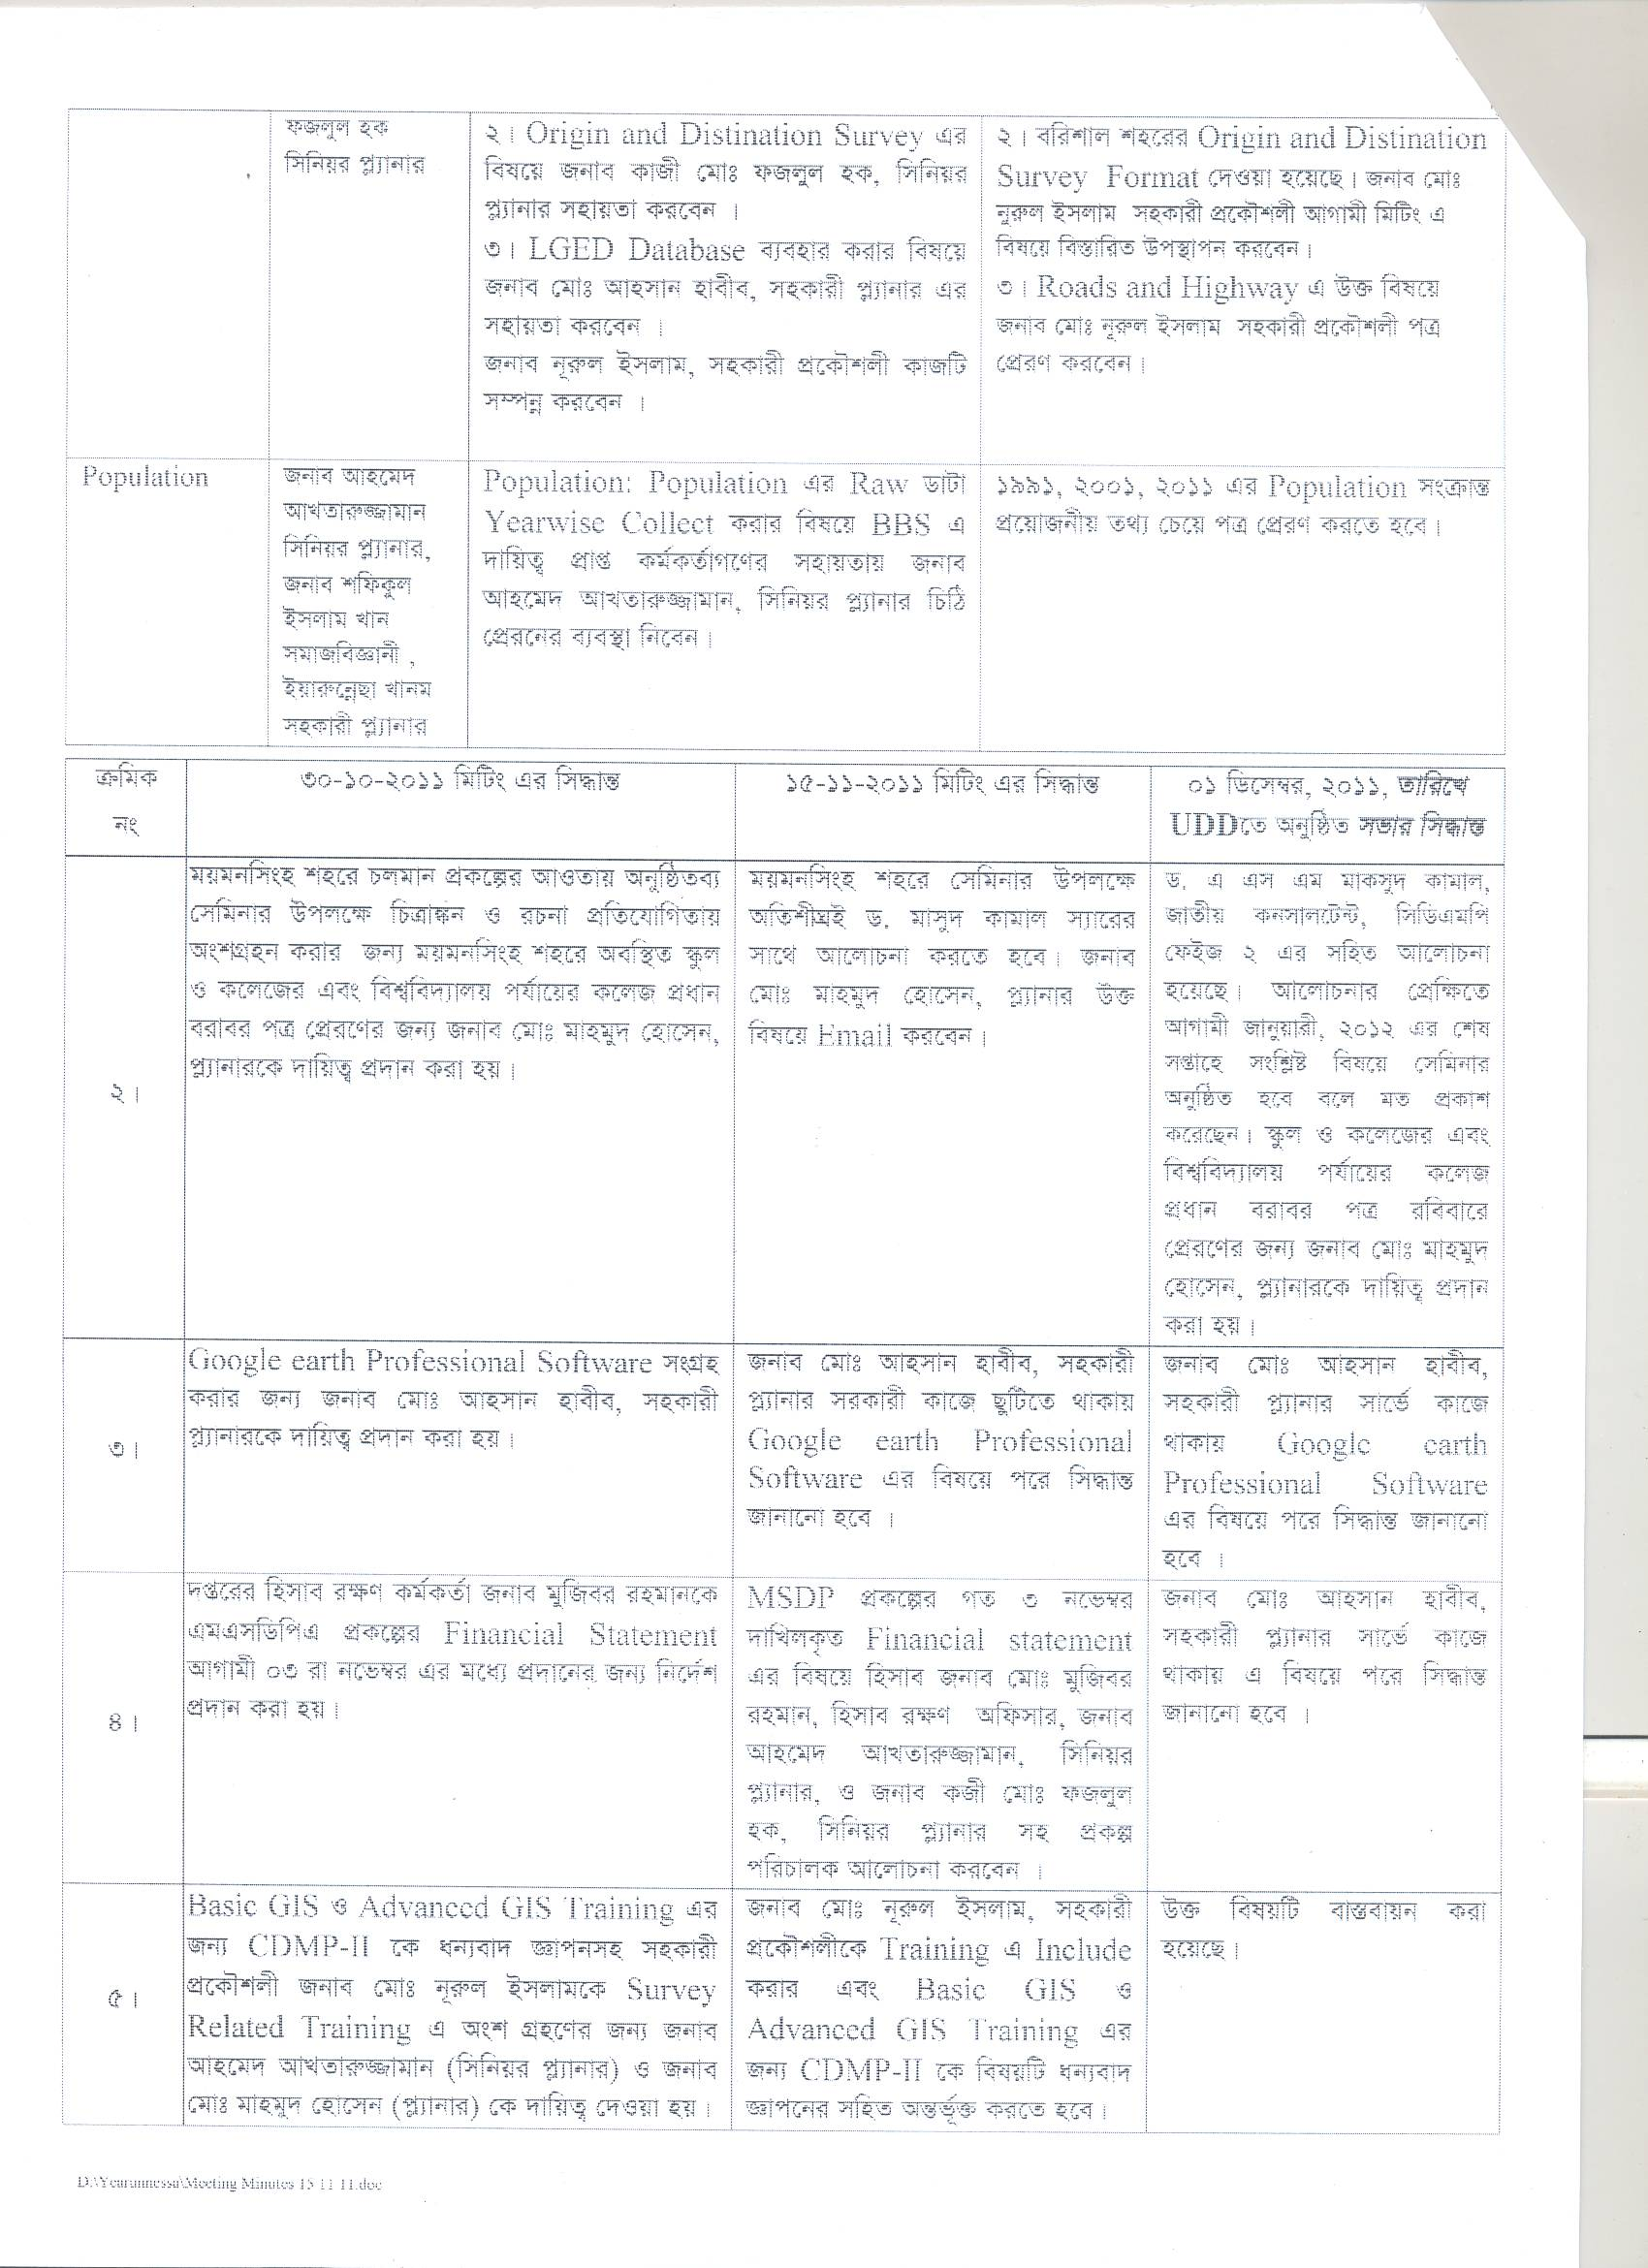 ফজলুল হক
সিনিয়র প্ল্যানার
২। Origin and Distination Survey এর
বিষয়ে জনাব কাজী মোঃ ফজলুল হক, সিনিয়র
প্ল্যানার সহায়তা করবেন ।
৩। LGED Database ব্যবহার করার বিষয়ে
জনাব মোঃ আহসান হাবীব, সহকারী প্ল্যানার এর
সহায়তা করবেন ।
জনাব নূরুল ইসলাম, সহকারী প্রকৌশলী কাজটি
সম্পন্ন করবেন ।
২। বরিশাল শহরের Origin and Distination
Survey Format দেওয়া হয়েছে। জনাব মোঃ
নূরুল ইসলাম সহকারী প্রকৌশলী আগামী মিটিং এ
বিষয়ে বিস্তারিত উপস্থাপন করবেন।
৩। Roads and Highway এ উক্ত বিষয়ে
জনাব মোঃ নূরুল ইসলাম সহকারী প্রকৌশলী পত্র
প্রেরণ করবেন।
Population
জনাব আহমেদ
আখতারুজ্জামান
সিনিয়র প্ল্যানার,
জনাব শফিকুল
ইসলাম খান
সমাজবিজ্ঞানী ,
ইয়ারুন্নেছা খানম
সহকারী প্ল্যানার
Population: Population এর Raw ডাটা
Yearwise Collect করার বিষয়ে BBS এ
দায়িত্ব প্রাপ্ত কর্মকর্তাগণের সহায়তায় জনাব
আহমেদ আখতারুজ্জামান, সিনিয়র প্ল্যানার চিঠি
প্রেরনের ব্যবস্থা নিবেন।
১৯৯১, ২০০১, ২০১১ এর Population সংক্রান্ত
প্রয়োজনীয় তথ্য চেয়ে পত্র প্রেরণ করতে হবে।
ক্রমিক
নং
৩০-১০-২০১১ মিটিং এর সিদ্ধান্ত
১৫-১১-২০১১ মিটিং এর সিদ্ধান্ত
০১ ডিসেম্বর, ২০১১, তারিখে
UDDতে অনুষ্ঠিত সভার সিদ্ধান্ত
২।
ময়মনসিংহ শহরে চলমান প্রকল্পের আওতায় অনুষ্ঠিতব্য
সেমিনার উপলক্ষে চিত্রাঙ্কন ও রচনা প্রতিযোগিতায়
অংশগ্রহন করার জন্য ময়মনসিংহ শহরে অবস্থিত স্কুল
ও কলেজের এবং বিশ্ববিদ্যালয় পর্যায়ের কলেজ প্রধান
বরাবর পত্র প্রেরণের জন্য জনাব মোঃ মাহমুদ হোসেন,
প্ল্যানারকে দায়িত্ব প্রদান করা হয়।
ময়মনসিংহ শহরে সেমিনার উপলক্ষে
অতিশীঘ্রই ড. মাসুদ কামাল স্যারের
সাথে আলোচনা করতে হবে। জনাব
মোঃ মাহমুদ হোসেন, প্ল্যানার উক্ত
বিষয়ে Email করবেন।
ড. এ এস এম মাকসুদ কামাল,
জাতীয় কনসালটেন্ট, সিডিএমপি
ফেইজ ২ এর সহিত আলোচনা
হয়েছে। আলোচনার প্রেক্ষিতে
আগামী জানুয়ারী, ২০১২ এর শেষ
সপ্তাহে সংশ্লিষ্ট বিষয়ে সেমিনার
অনুষ্ঠিত হবে বলে মত প্রকাশ
করেছেন। স্কুল ও কলেজের এবং
বিশ্ববিদ্যালয় পর্যায়ের কলেজ
প্রধান বরাবর পত্র রবিবারে
প্রেরণের জন্য জনাব মোঃ মাহমুদ
হোসেন, প্ল্যানারকে দায়িত্ব প্রদান
করা হয়।
৩।
Google earth Professional Software সংগ্রহ
করার জন্য জনাব মোঃ আহসান হাবীব, সহকারী
প্ল্যানারকে দায়িত্ব প্রদান করা হয়।
জনাব মোঃ আহসান হাবীব, সহকারী
প্ল্যানার সরকারী কাজে ছুটিতে থাকায়
Google earth Professional
Software এর বিষয়ে পরে সিদ্ধান্ত
জানানো হবে ।
জনাব মোঃ আহসান হাবীব,
সহকারী প্ল্যানার সার্ভে কাজে
থাকায় Google earth
Professional Software
এর বিষয়ে পরে সিদ্ধান্ত জানানো
হবে ।
৪।
দপ্তরের হিসাব রক্ষণ কর্মকর্তা জনাব মুজিবর রহমানকে
এমএসডিপিএ প্রকল্পের Financial Statement
আগামী ০৩ রা নভেম্বর এর মধ্যে প্রদানের জন্য নির্দেশ
প্রদান করা হয়।
MSDP প্রকল্পের গত ৩ নভেম্বর
দাখিলকৃত Financial statement
এর বিষয়ে হিসাব জনাব মোঃ মুজিবর
রহমান, হিসাব রক্ষণ অফিসার, জনাব
আহমেদ আখতারুজ্জামান, সিনিয়র
প্ল্যানার, ও জনাব কজী মোঃ ফজলুল
হক, সিনিয়র প্ল্যানার সহ প্রকল্প
পরিচালক আলোচনা করবেন ।
জনাব মোঃ আহসান হাবীব,
সহকারী প্ল্যানার সার্ভে কাজে
থাকায় এ বিষয়ে পরে সিদ্ধান্ত
জানানো হবে ।
৫।
Basic GIS ও Advanced GIS Training এর
জন্য CDMP-II কে ধন্যবাদ জ্ঞাপনসহ সহকারী
প্রকৌশলী জনাব মোঃ নূরুল ইসলামকে Survey
Related Training এ অংশ গ্রহণের জন্য জনাব
আহমেদ আখতারুজ্জামান (সিনিয়র প্ল্যানার) ও জনাব
মোঃ মাহমুদ হোসেন (প্ল্যানার) কে দায়িত্ব দেওয়া হয়।
জনাব মোঃ নূরুল ইসলাম, সহকারী
প্রকৌশলীকে Training এ Include
করার এবং Basic GIS ও
Advanced GIS Training এর
জন্য CDMP-II কে বিষয়টি ধন্যবাদ
জ্ঞাপনের সহিত অন্তর্ভূক্ত করতে হবে।
উক্ত বিষয়টি বাস্তবায়ন করা
হয়েছে।
D:\Yearunnessa\Meeting Minutes 15 11 11.doc